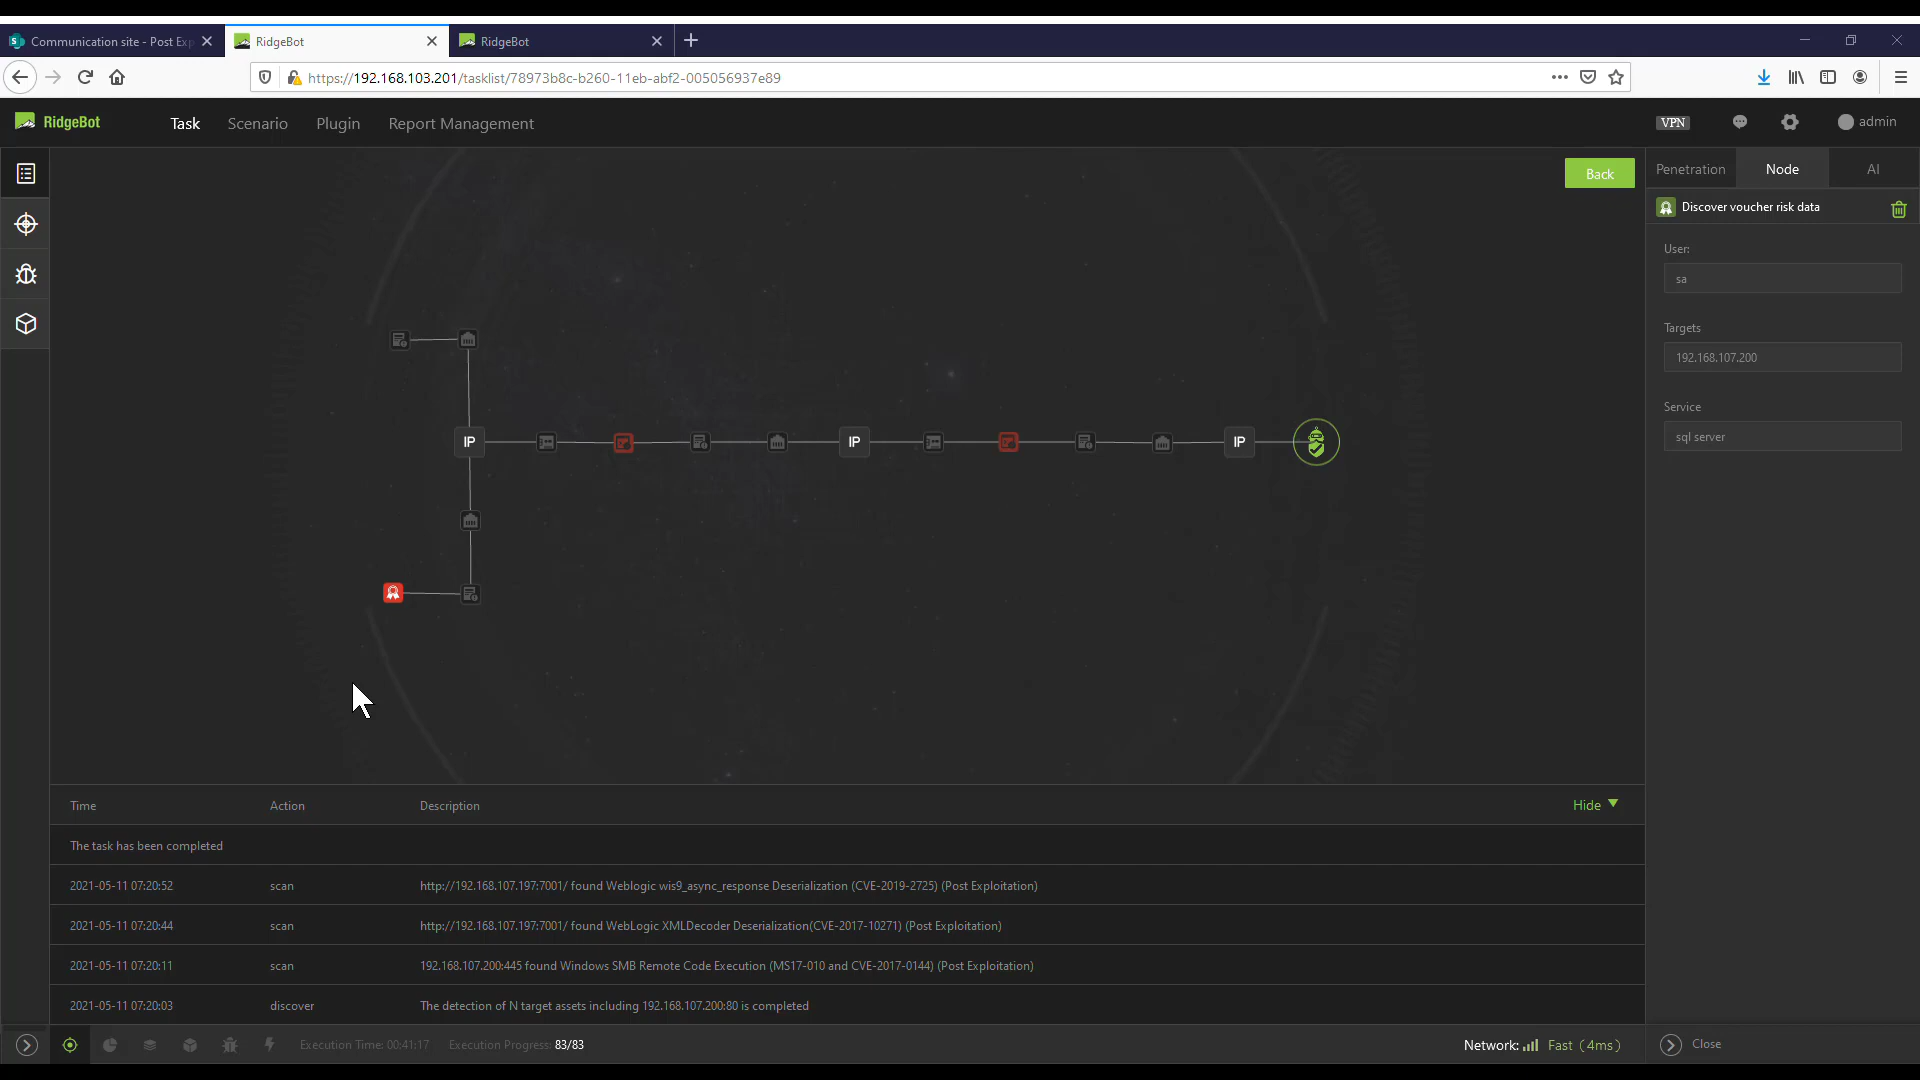 Communication site - Post Exp
RidgeBot
RidgeBot
https://192.168.103.201/tasklist/78973b8c-b260-11eb-abf2-005056937e89
RidgeBot
Task
Scenario
Plugin
Report Management
VPN
admin
Back
Penetration
Node
AI
Discover voucher risk data
User:
sa
Targets
192.168.107.200
Service
sql server
IP
IP
IP
Time Action Description
Hide
The task has been completed
2021-05-11 07:20:52 scan http://192.168.107.197:7001/ found Weblogic wis9_async_response Deserialization (CVE-2019-2725) (Post Exploitation)
2021-05-11 07:20:44 scan http://192.168.107.197:7001/ found WebLogic XMLDecoder Deserialization(CVE-2017-10271) (Post Exploitation)
2021-05-11 07:20:11 scan 192.168.107.200:445 found Windows SMB Remote Code Execution (MS17-010 and CVE-2017-0144) (Post Exploitation)
2021-05-11 07:20:03 discover The detection of N target assets including 192.168.107.200:80 is completed
Execution Time: 00:41:17 Execution Progress: 83/83
Network: Fast ( 4ms )
Close